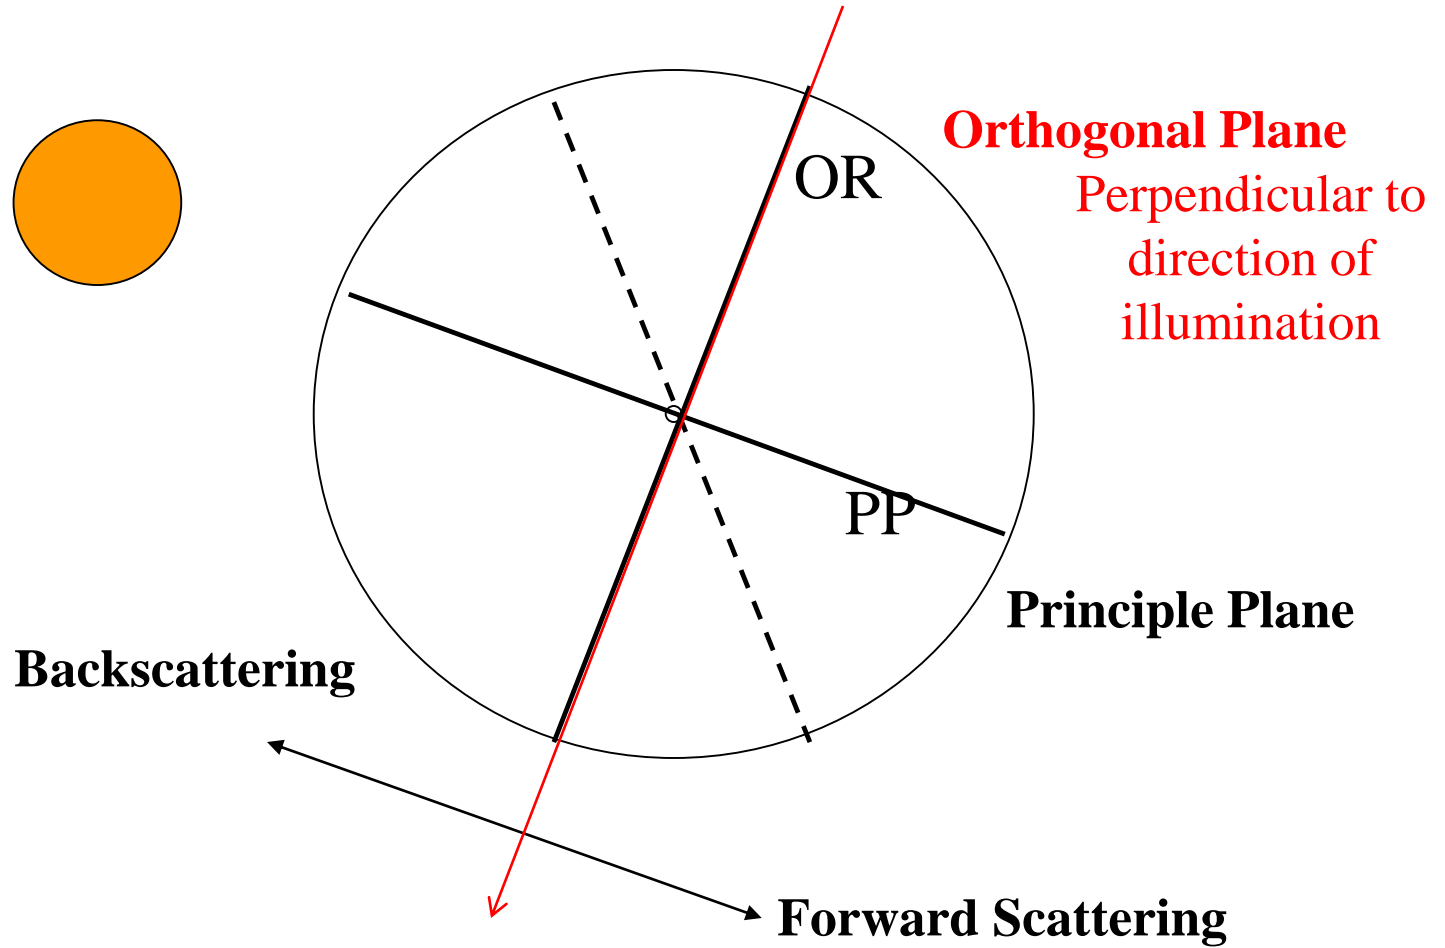 Orthogonal Plane
OR
Perpendicular to
direction of
illumination
PP
Principle Plane
Backscattering
Forward Scattering